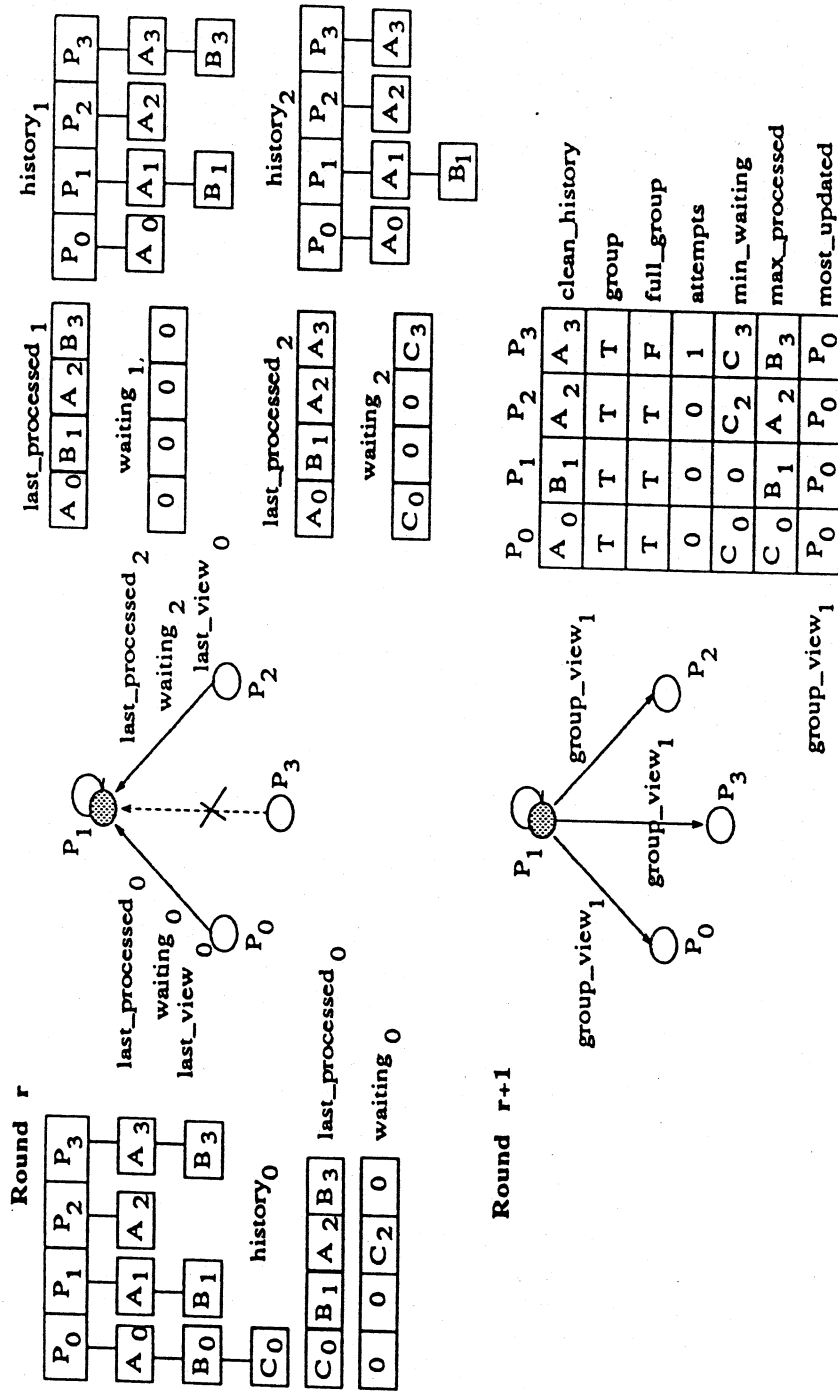 Round r
P0 P1 P2 P3
A0 A1 A2 A3
B0 B1 B3
C0
history0
C0 B1 A2 B3 last_processed0
0 0 C2 0 waiting0
last_processed0
waiting0
last_view0
P0
P1
P3
last_processed2
waiting2
last_view0
P2
last_processed1
A0 B1 A2 B3
waiting1,
0 0 0 0
history1
P0 P1 P2 P3
A0 A1 A2 A3
B1 B3
last_processed2
A0 B1 A2 A3
waiting2
C0 0 0 C3
history2
P0 P1 P2 P3
A0 A1 A2 A3
B1
Round r+1
P1
group_view1
P0
group_view1
P3
group_view1
P2
P0 P1 P2 P3
A0 B1 A2 A3 clean_history
T T T T group
T T T F full_group
0 0 0 1 attempts
C0 0 C2 C3 min_waiting
C0 B1 A2 B3 max_processed
P0 P0 P0 P0 most_updated
group_view1